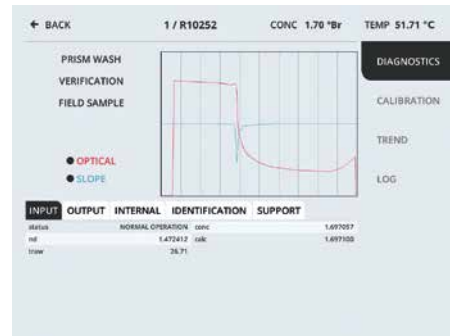 ← BACK 1 / R10252 CONC 1.70 °Br TEMP 51.71 °C
PRISM WASH
VERIFICATION
FIELD SAMPLE
OPTICAL
SLOPE
DIAGNOSTICS
CALIBRATION
TREND
LOG
INPUT OUTPUT INTERNAL IDENTIFICATION SUPPORT
status NORMAL OPERATION conc 1.697057
nd 1.472412 calc 1.697100
traw 26.71